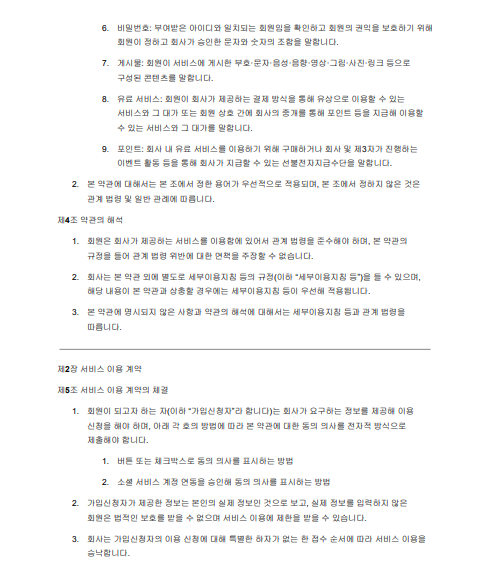 6. 비밀번호: 부여받은 아이디와 일치되는 회원임을 확인하고 회원의 권익을 보호하기 위해
회원이 정하고 회사가 승인한 문자와 숫자의 조합을 말합니다.
7. 게시물: 회원이 서비스에 게시한 부호·문자·음성·음향·영상·그림·사진·링크 등으로
구성된 콘텐츠를 말합니다.
8. 유료 서비스: 회원이 회사가 제공하는 결제 방식을 통해 유상으로 이용할 수 있는
서비스와 그 대가 또는 회원 상호 간에 회사의 중개를 통해 포인트 등을 지급해 이용할
수 있는 서비스와 그 대가를 말합니다.
9. 포인트: 회사 내 유료 서비스를 이용하기 위해 구매하거나 회사 및 제3자가 진행하는
이벤트 활동 등을 통해 회사가 지급할 수 있는 선불전자지급수단을 말합니다.
2. 본 약관에 대해서는 본 조에서 정한 용어가 우선적으로 적용되며, 본 조에서 정하지 않은 것은
관계 법령 및 일반 관례에 따릅니다.
제4조 약관의 해석
1. 회원은 회사가 제공하는 서비스를 이용함에 있어서 관계 법령을 준수해야 하며, 본 약관의
규정을 들어 관계 법령 위반에 대한 면책을 주장할 수 없습니다.
2. 회사는 본 약관 외에 별도로 세부이용지침 등의 규정(이하 “세부이용지침 등”)을 둘 수 있으며,
해당 내용이 본 약관과 상충할 경우에는 세부이용지침 등이 우선해 적용됩니다.
3. 본 약관에 명시되지 않은 사항과 약관의 해석에 대해서는 세부이용지침 등과 관계 법령을
따릅니다.
제2장 서비스 이용 계약
제5조 서비스 이용 계약의 체결
1. 회원이 되고자 하는 자(이하 “가입신청자”라 합니다)는 회사가 요구하는 정보를 제공해 이용
신청을 해야 하며, 아래 각 호의 방법에 따라 본 약관에 대한 동의 의사를 전자적 방식으로
제출해야 합니다.
1. 버튼 또는 체크박스로 동의 의사를 표시하는 방법
2. 소셜 서비스 계정 연동을 승인해 동의 의사를 표시하는 방법
2. 가입신청자가 제공한 정보는 본인의 실제 정보인 것으로 보고, 실제 정보를 입력하지 않은
회원은 법적인 보호를 받을 수 없으며 서비스 이용에 제한을 받을 수 있습니다.
3. 회사는 가입신청자의 이용 신청에 대해 특별한 하자가 없는 한 접수 순서에 따라 서비스 이용을
승낙합니다.